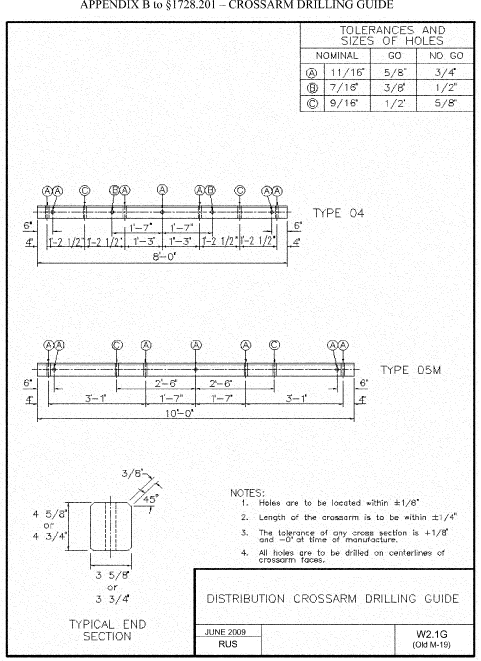 APPENDIX B to §1728.201 – CROSSARM DRILLING GUIDE
TOLERANCES AND
SIZES OF HOLES
NOMINAL GO NO GO
A 11/16" 5/8" 3/4"
B 7/16" 3/8" 1/2"
C 9/16" 1/2' 5/8"
A A C B A A A B C A A
TYPE 04
6" 1'-7" 1'-7" 6"
4" 1'-2 1/2" 1'-2 1/2" 1'-3" 1'-3" 1'-2 1/2" 1'-2 1/2" 4"
8'-0"
A A C A A A C A A
TYPE 05M
6" 2'-6" 2'-6" 6"
4" 3'-1" 1'-7" 1'-7" 3'-1" 4"
10'-0"
3/8"
45°
4 5/8"
or
4 3/4"
3 5/8"
or
3 3/4"
TYPICAL END
SECTION
NOTES:
1. Holes are to be located within ±1/8"
2. Length of the crossarm is to be within ±1/4"
3. The tolerance of any cross section is +1/8"
and -0" at time of manufacture.
4. All holes are to be drilled on centerlines of
crossarm faces.
DISTRIBUTION CROSSARM DRILLING GUIDE
JUNE 2009
RUS
W2.1G
(Old M-19)